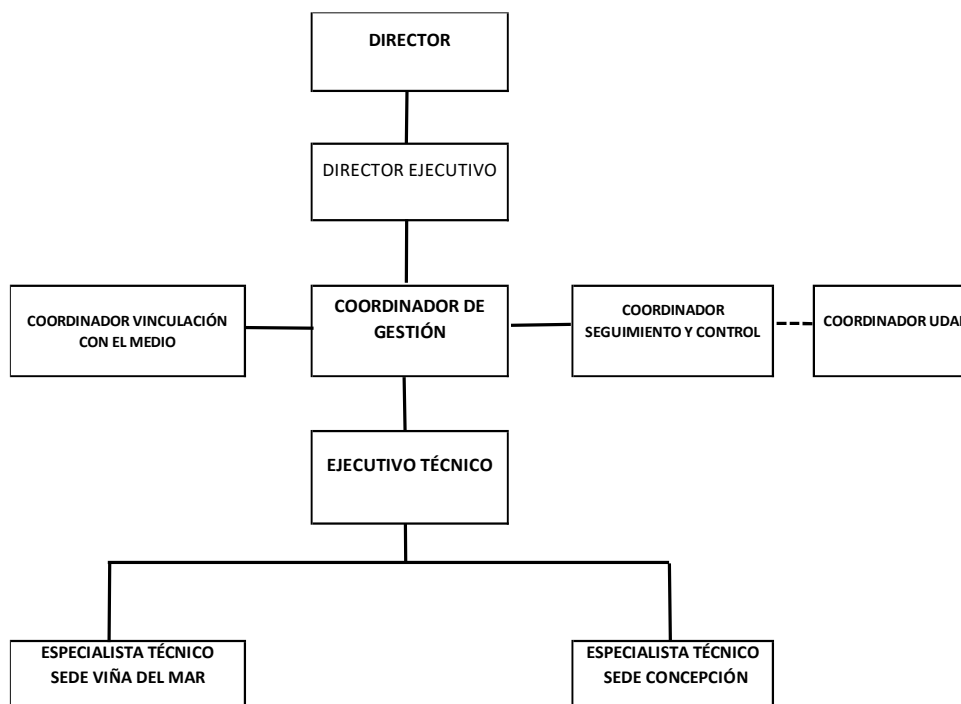 DIRECTOR
DIRECTOR EJECUTIVO
COORDINADOR VINCULACIÓN
CON EL MEDIO
COORDINADOR DE
GESTIÓN
COORDINADOR
SEGUIMIENTO Y CONTROL
COORDINADOR
EJECUTIVO TÉCNICO
ESPECIALISTA TÉCNICO
SEDE VIÑA DEL MAR
ESPECIALISTA TÉCNICO
SEDE CONCEPCIÓN